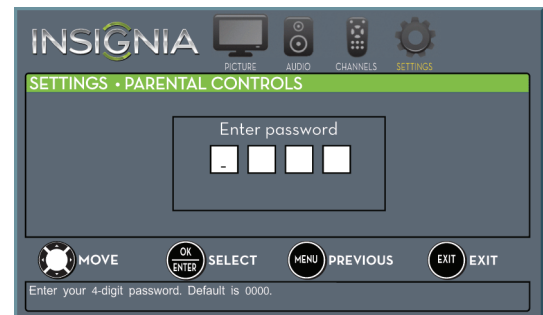 INSIGNIA
PICTURE AUDIO CHANNELS SETTINGS
SETTINGS • PARENTAL CONTROLS
Enter password
-
MOVE OK ENTER SELECT MENU PREVIOUS EXIT EXIT
Enter your 4-digit password. Default is 0000.